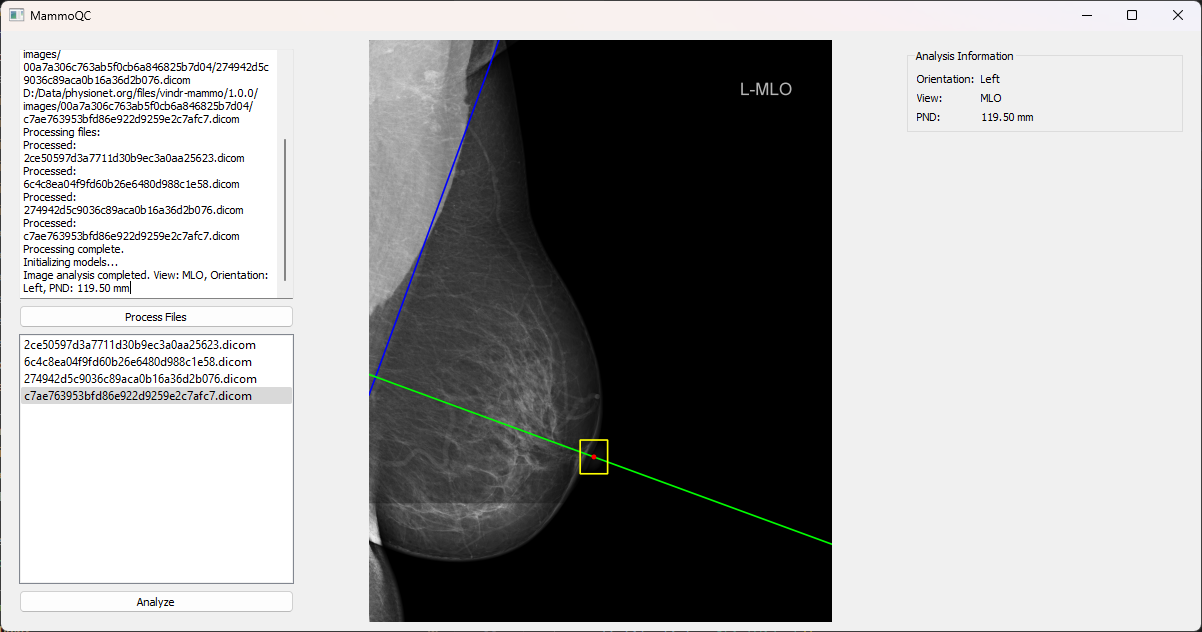 MammoQC
images/
00a7a306c763ab5f0cb6a846825b7d04/274942d5c
9036c89aca0b16a36d2b076.dicom
D:/Data/physionet.org/files/vindr-mammo/1.0.0/
images/00a7a306c763ab5f0cb6a846825b7d04/
c7ae763953bfd86e922d9259e2c7afc7.dicom
Processing files:
Processed:
2ce50597d3a7711d30b9ec3a0aa25623.dicom
Processed:
6c4c8ea04f9fd60b26e6480d988c1e58.dicom
Processed:
274942d5c9036c89aca0b16a36d2b076.dicom
Processed:
c7ae763953bfd86e922d9259e2c7afc7.dicom
Processing complete.
Initializing models...
Image analysis completed. View: MLO, Orientation:
Left, PND: 119.50 mm
Process Files
2ce50597d3a7711d30b9ec3a0aa25623.dicom
6c4c8ea04f9fd60b26e6480d988c1e58.dicom
274942d5c9036c89aca0b16a36d2b076.dicom
c7ae763953bfd86e922d9259e2c7afc7.dicom
Analyze
L-MLO
Analysis Information
Orientation: Left
View: MLO
PND: 119.50 mm